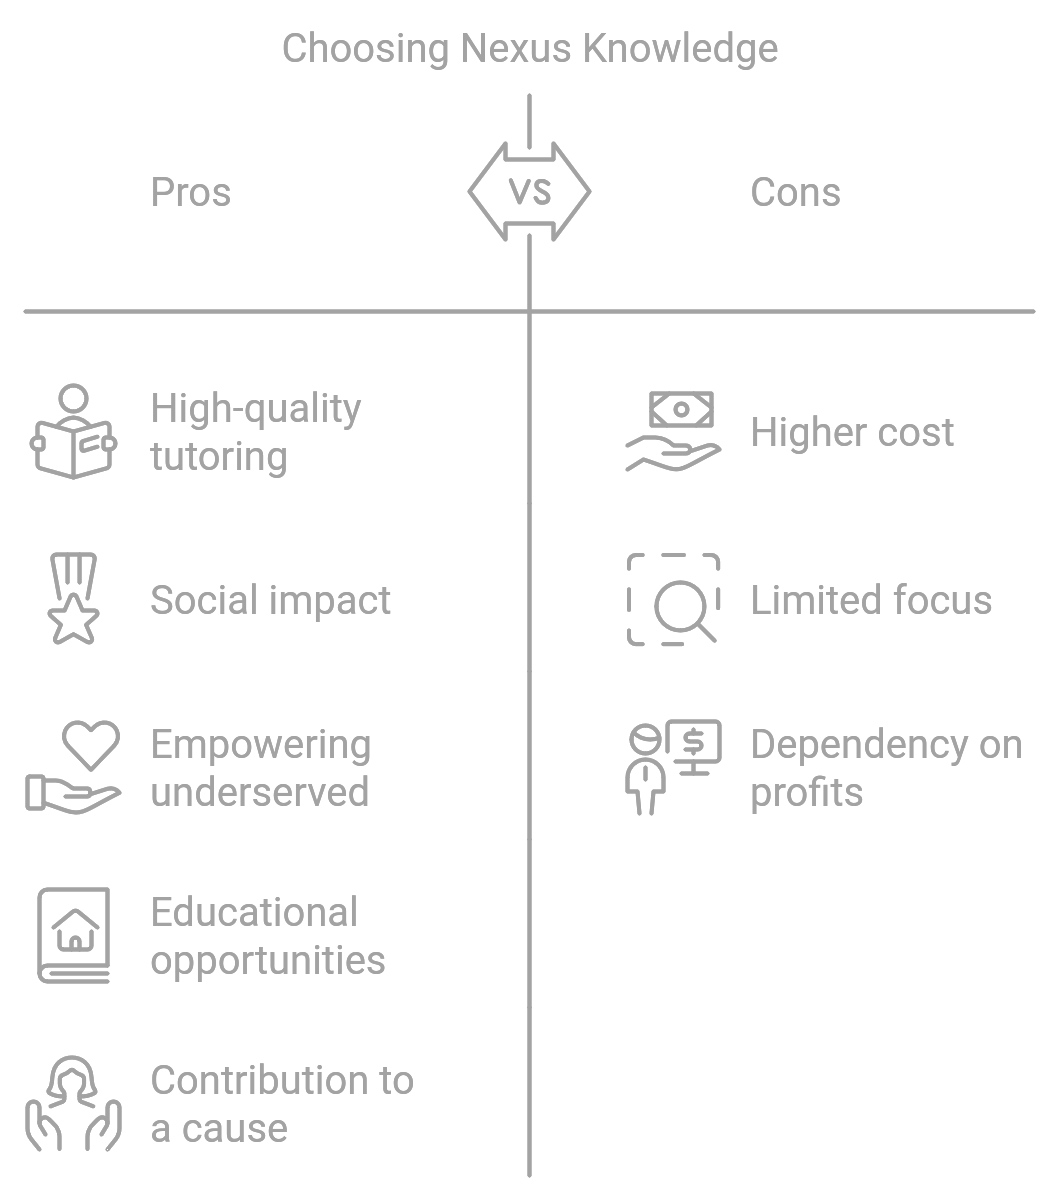 Choosing Nexus Knowledge
Pros
VS
Cons
High-quality
tutoring
Social impact
Empowering
underserved
Educational
opportunities
Contribution to
a cause
Higher cost
Limited focus
$
Dependency on
profits